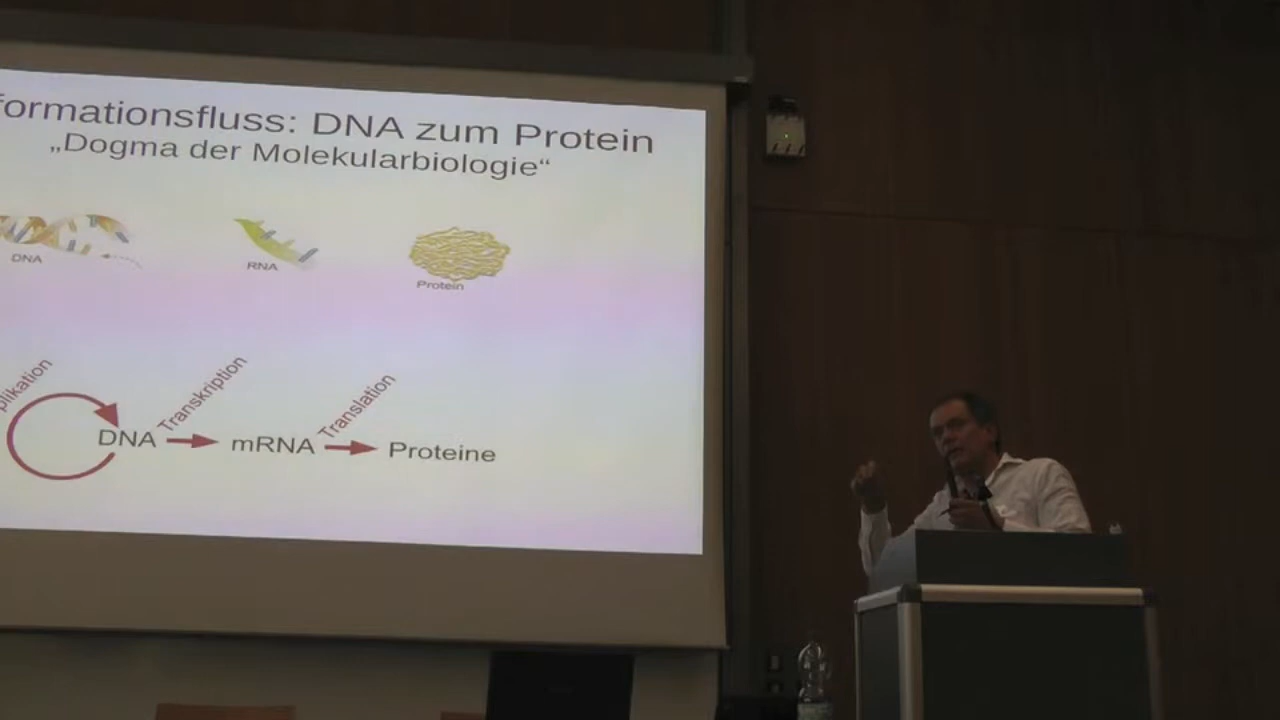 formationsfluss: DNA zum Protein
„Dogma der Molekularbiologie“
DNA
RNA
Protein
plikation
Transkription
Translation
DNA
mRNA
Proteine